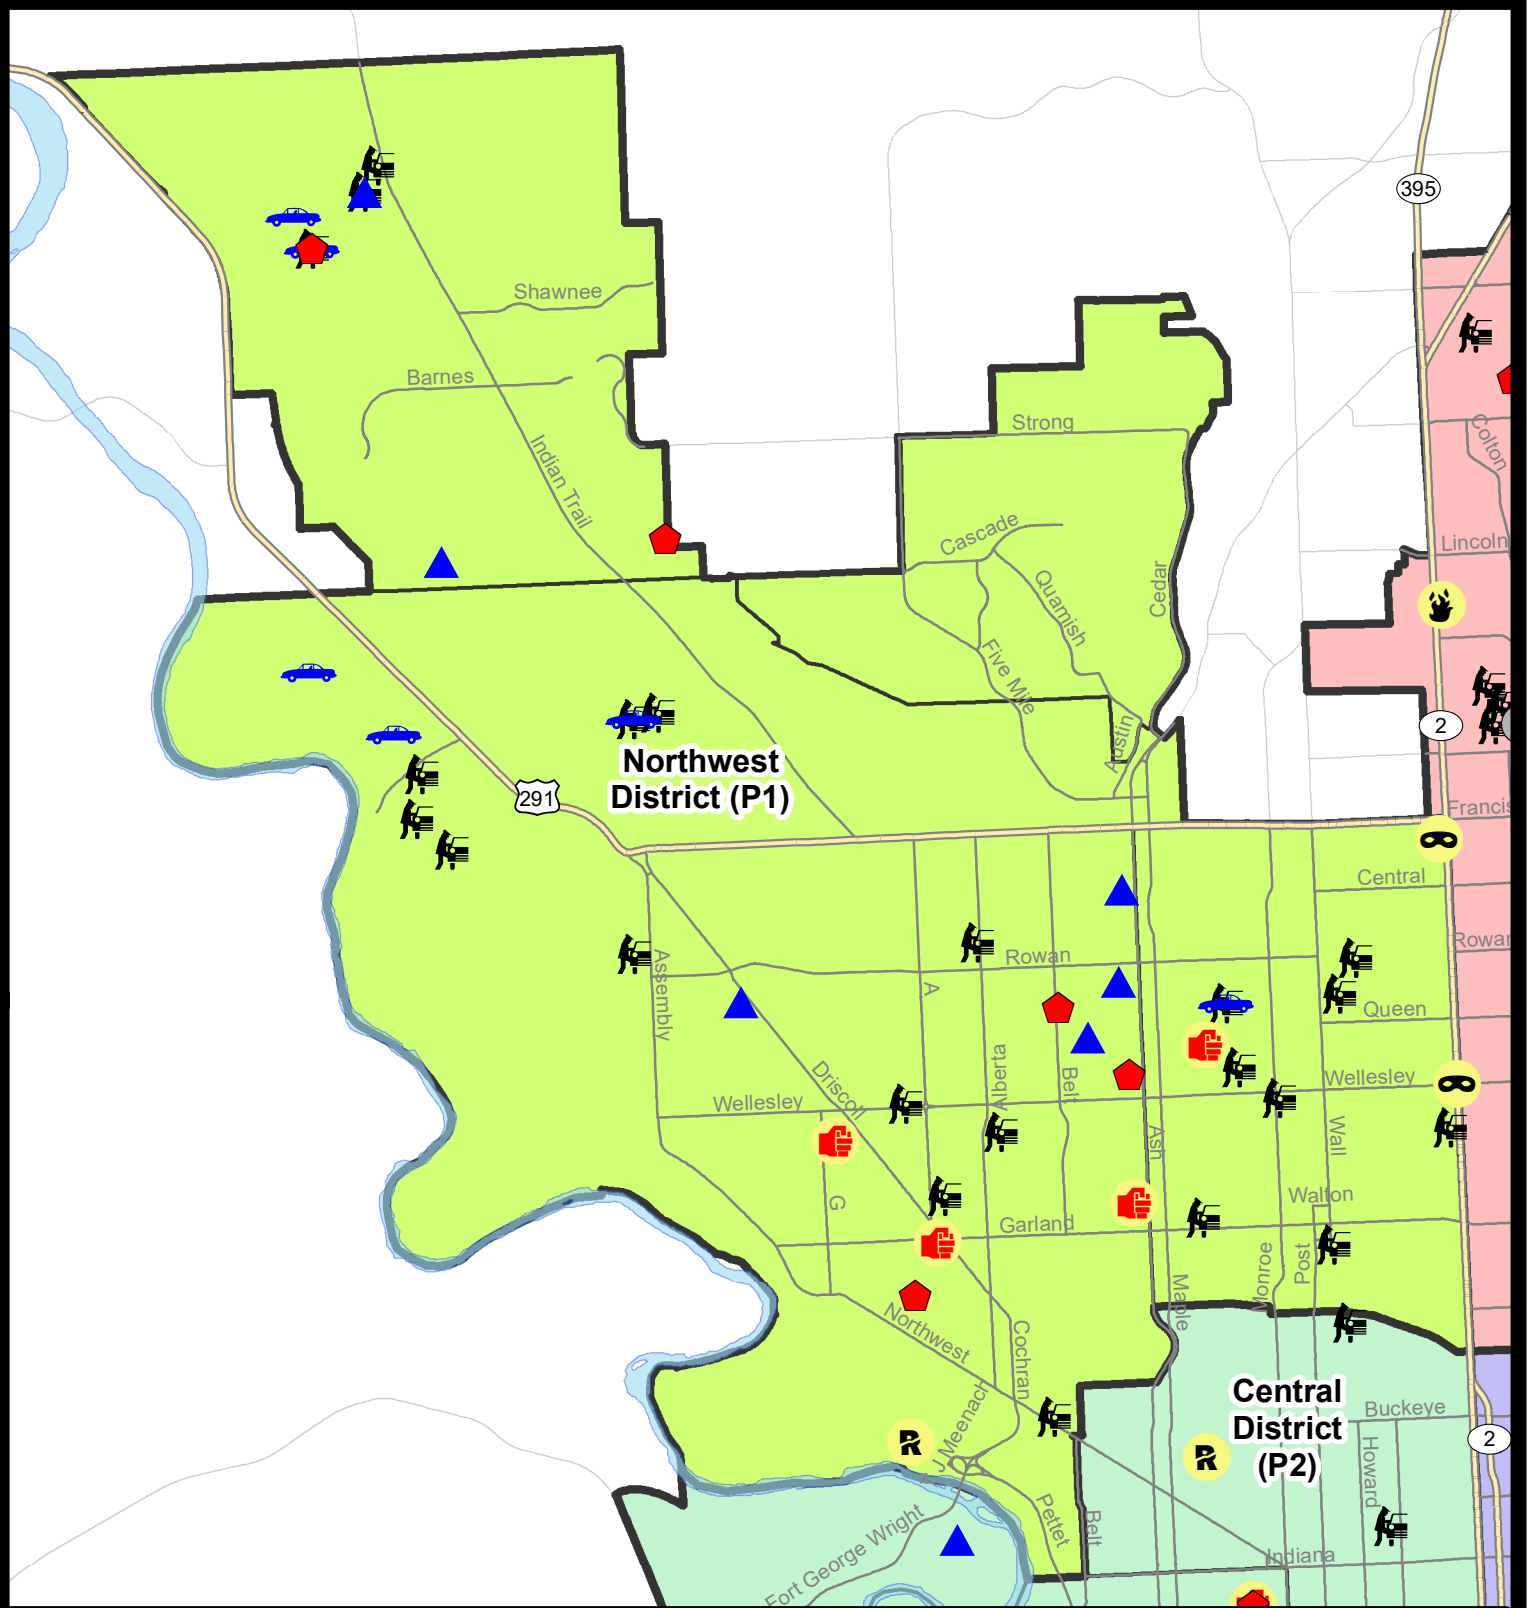 395
Shawnee
Barnes
Strong
Colton
Indian Trail
Cascade
Lincoln
Quamish
Cedar
Five Mile
Austin
2
Northwest
District (P1)
291
Francis
Central
Rowan
Rowan
Assembly
A
Queen
Driscoll
Alberta
Belt
Wellesley
Wellesley
Ash
Wall
G
Garland
Walton
Monroe
Post
Maple
Northwest
Cochran
Central
District
(P2)
Buckeye
2
T J Meenach
Howard
Pettet
Belt
Fort George Wright
Indiana
R
R